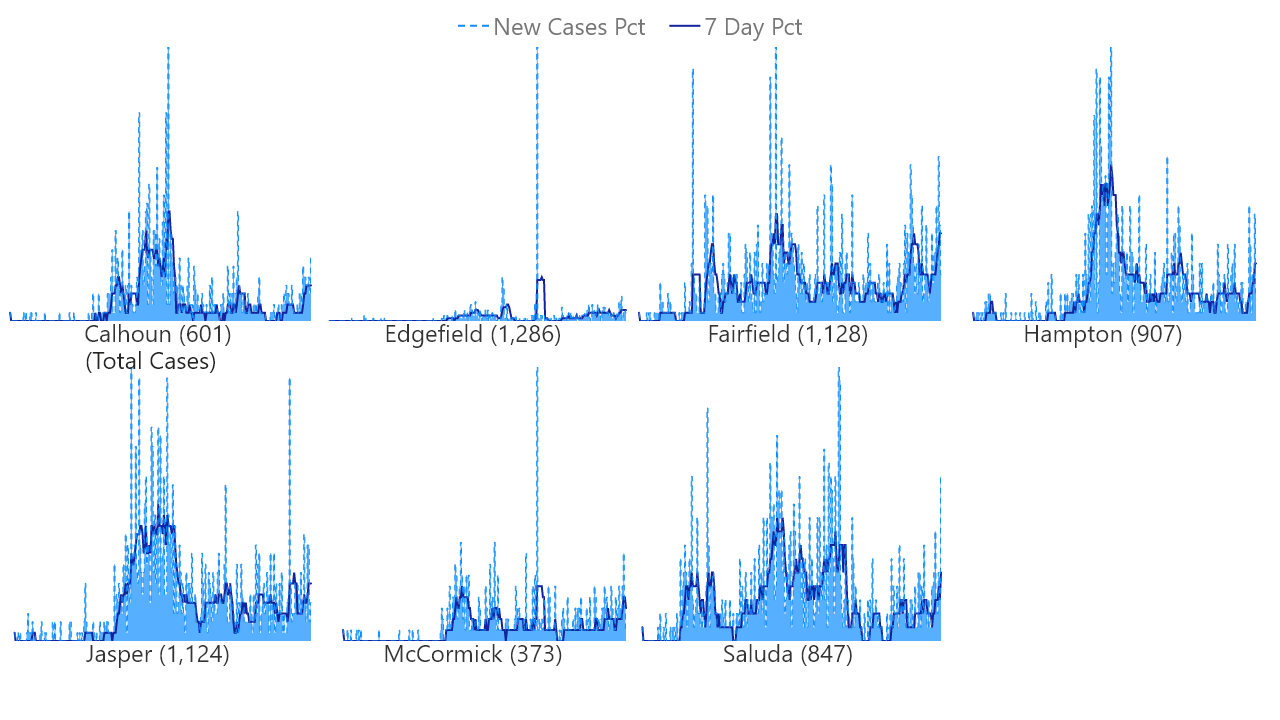 New Cases Pct 7 Day Pct
Calhoun (601) Edgefield (1,286) Fairfield (1,128) Hampton (907)
(Total Cases)
Jasper (1,124) McCormick (373) Saluda (847)